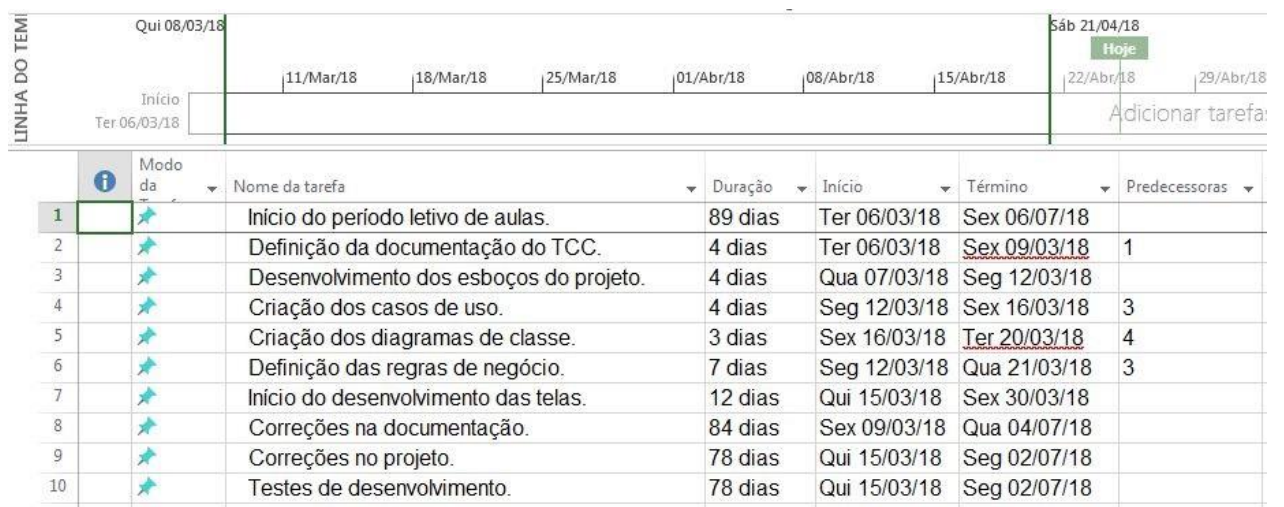 LINHA DO TEM
Qui 08/03/18
Sáb 21/04/18
Hoje
11/Mar/18 18/Mar/18 25/Mar/18 01/Abr/18 08/Abr/18 15/Abr/18 22/Abr/18 29/Abr/18
Início
Ter 06/03/18
Adicionar tarefas
Modo
da
Nome da tarefa Duração Início Término Predecessoras
1 Início do período letivo de aulas. 89 dias Ter 06/03/18 Sex 06/07/18
2 Definição da documentação do TCC. 4 dias Ter 06/03/18 Sex 09/03/18 1
3 Desenvolvimento dos esboços do projeto. 4 dias Qua 07/03/18 Seg 12/03/18
4 Criação dos casos de uso. 4 dias Seg 12/03/18 Sex 16/03/18 3
5 Criação dos diagramas de classe. 3 dias Sex 16/03/18 Ter 20/03/18 4
6 Definição das regras de negócio. 7 dias Seg 12/03/18 Qua 21/03/18 3
7 Início do desenvolvimento das telas. 12 dias Qui 15/03/18 Sex 30/03/18
8 Correções na documentação. 84 dias Sex 09/03/18 Qua 04/07/18
9 Correções no projeto. 78 dias Qui 15/03/18 Seg 02/07/18
10 Testes de desenvolvimento. 78 dias Qui 15/03/18 Seg 02/07/18